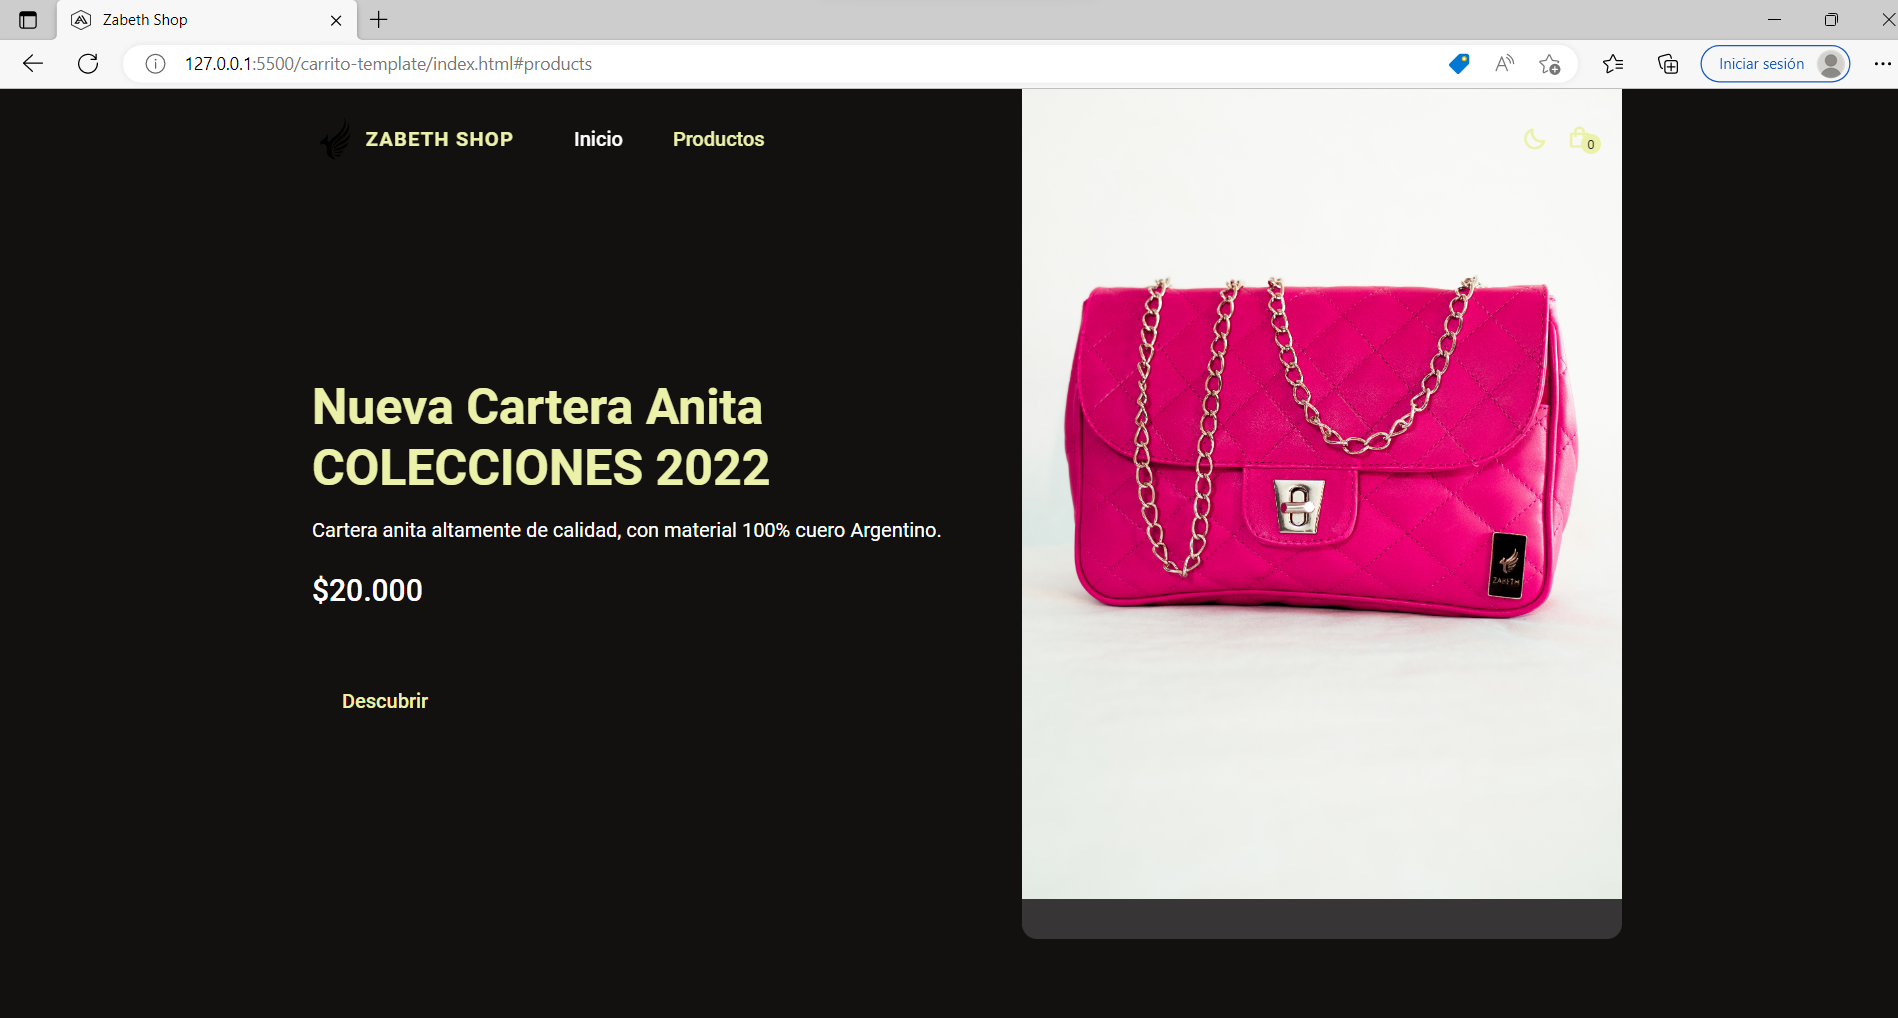 Zabeth Shop
127.0.0.1:5500/carrito-template/index.html#products
Iniciar sesión
ZABETH SHOP
Inicio
Productos
0
Nueva Cartera Anita
COLECCIONES 2022
Cartera anita altamente de calidad, con material 100% cuero Argentino.
$20.000
Descubrir
ZABETH